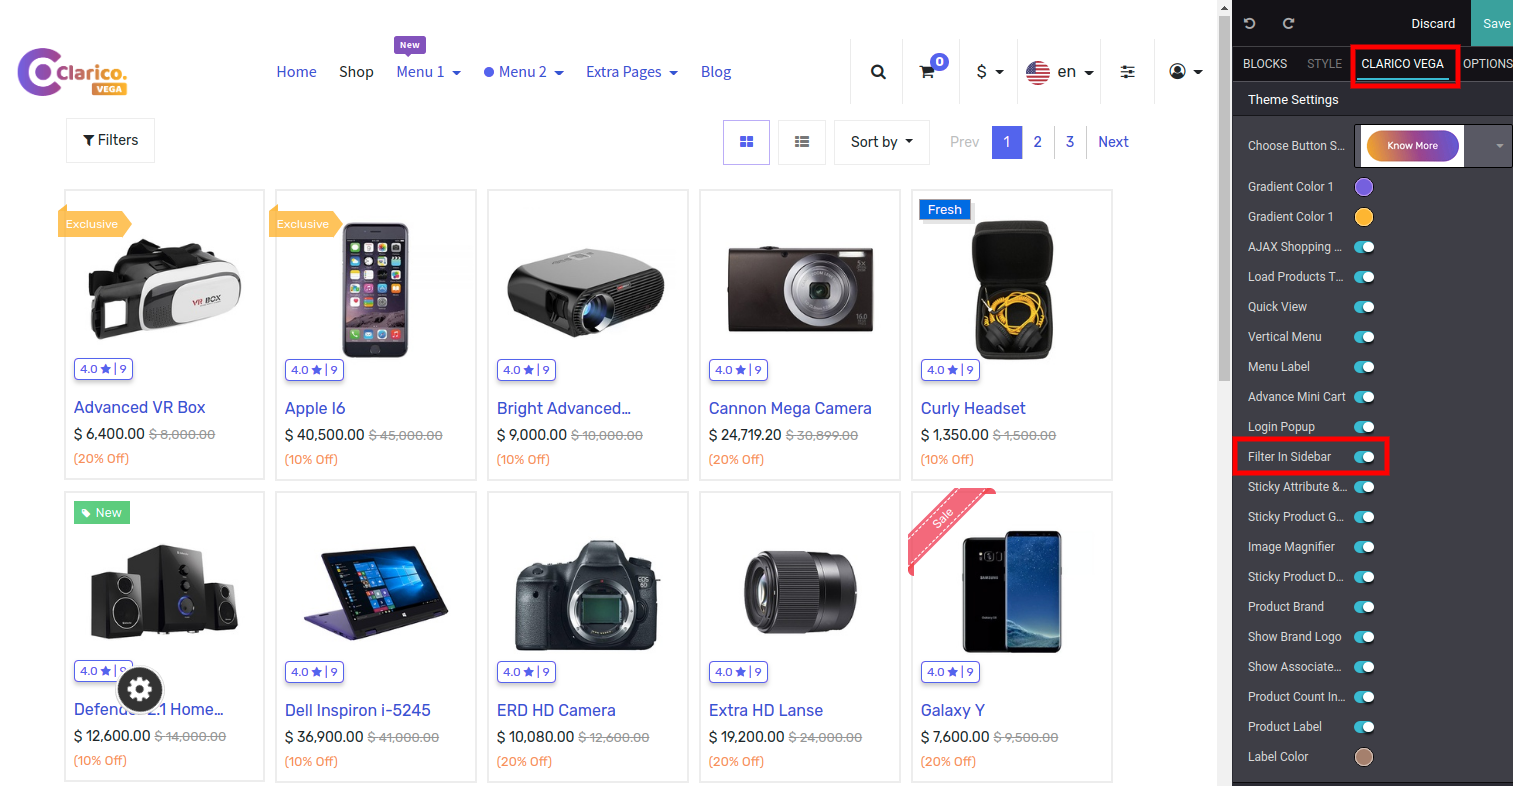 New
Clarico.
VEGA
Home Shop Menu 1 Menu 2 Extra Pages Blog
0 $ en
Filters
Sort by Prev 1 2 3 Next
Exclusive
VR BOX
4.0 | 9
Advanced VR Box
$ 6,400.00 $ 8,000.00
(20% Off)
Exclusive
4.0 | 9
Apple I6
$ 40,500.00 $ 45,000.00
(10% Off)
4.0 | 9
Bright Advanced...
$ 9,000.00 $ 10,000.00
(10% Off)
4.0 | 9
Cannon Mega Camera
$ 24,719.20 $ 30,899.00
(20% Off)
Fresh
4.0 | 9
Curly Headset
$ 1,350.00 $ 1,500.00
(10% Off)
New
4.0 | 9
Defender 2.1 Home...
$ 12,600.00 $ 14,000.00
(10% Off)
4.0 | 9
Dell Inspiron i-5245
$ 36,900.00 $ 41,000.00
(10% Off)
EOS
6D
4.0 | 9
ERD HD Camera
$ 10,080.00 $ 12,600.00
(20% Off)
4.0 | 9
Extra HD Lanse
$ 19,200.00 $ 24,000.00
(20% Off)
Sale
SAMSUNG
4.0 | 9
Galaxy Y
$ 7,600.00 $ 9,500.00
(20% Off)
Discard Save
BLOCKS STYLE CLARICO VEGA OPTIONS
Theme Settings
Choose Button S... Know More
Gradient Color 1
Gradient Color 1
AJAX Shopping ...
Load Products T...
Quick View
Vertical Menu
Menu Label
Advance Mini Cart
Login Popup
Filter In Sidebar
Sticky Attribute &...
Sticky Product G...
Image Magnifier
Sticky Product D...
Product Brand
Show Brand Logo
Show Associate...
Product Count In...
Product Label
Label Color